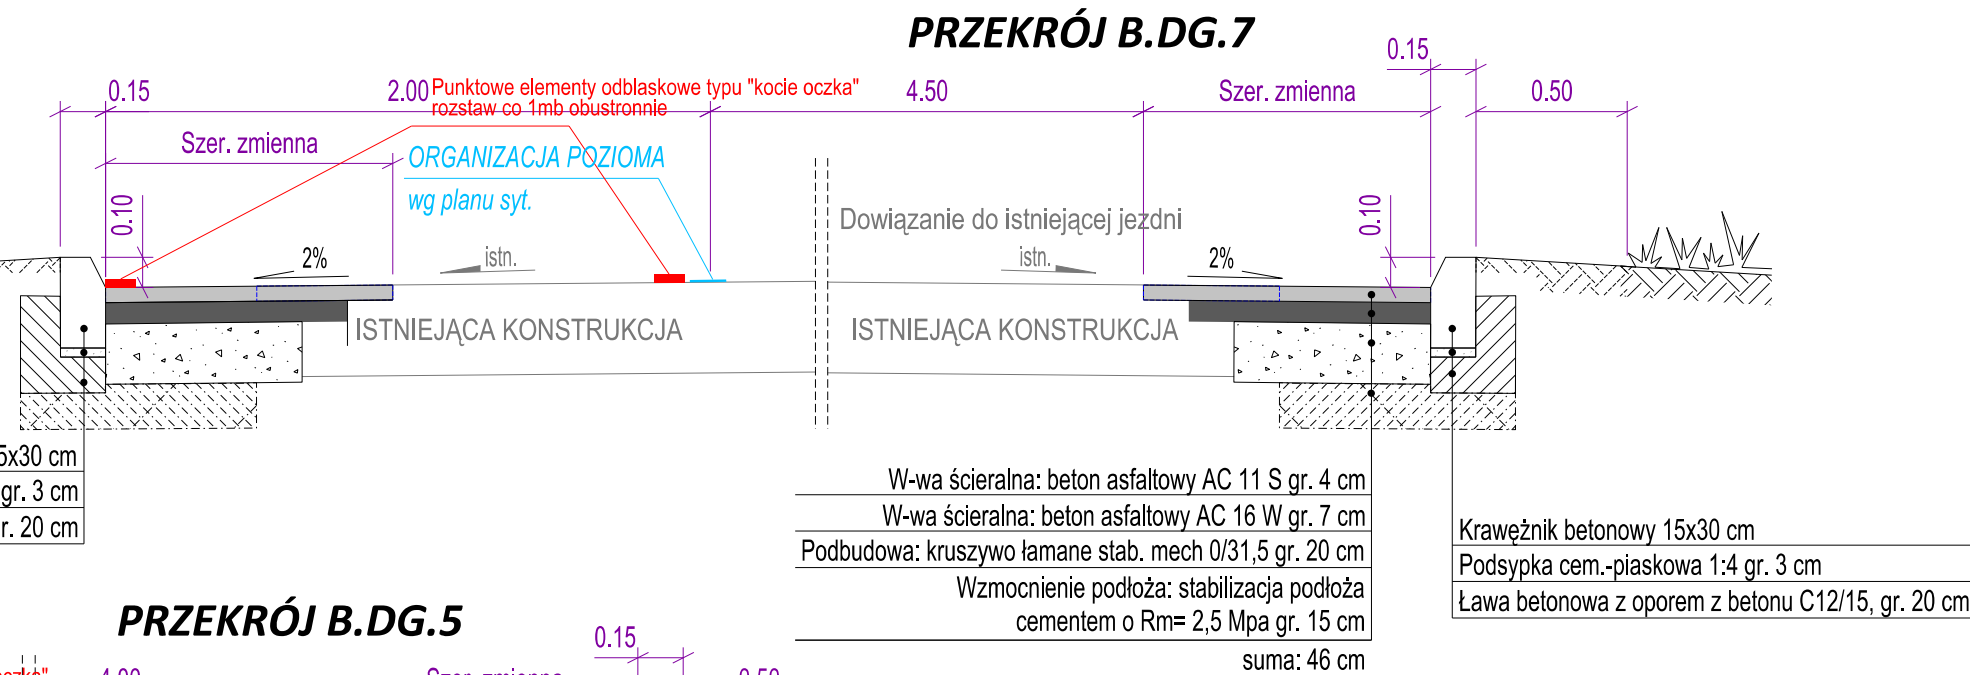 PRZEKRÓJ B.DG.7
0.15
0.15
2.00
Punktowe elementy odblaskowe typu "kocie oczka"
rozstaw co 1mb obustronnie
4.50
Szer. zmienna
0.50
Szer. zmienna
ORGANIZACJA POZIOMA
wg planu syt.
0.10
0.10
Dowiązanie do istniejącej jezdni
2%
istn.
istn.
2%
ISTNIEJĄCA KONSTRUKCJA
ISTNIEJĄCA KONSTRUKCJA
5x30 cm
gr. 3 cm
r. 20 cm
W-wa ścieralna: beton asfaltowy AC 11 S gr. 4 cm
W-wa ścieralna: beton asfaltowy AC 16 W gr. 7 cm
Podbudowa: kruszywo łamane stab. mech 0/31,5 gr. 20 cm
Wzmocnienie podłoża: stabilizacja podłoża
cementem o Rm= 2,5 Mpa gr. 15 cm
suma: 46 cm
Krawężnik betonowy 15x30 cm
Podsypka cem.-piaskowa 1:4 gr. 3 cm
Ława betonowa z oporem z betonu C12/15, gr. 20 cm
PRZEKRÓJ B.DG.5
0.15
4.00
Szer. zmienna
0.50